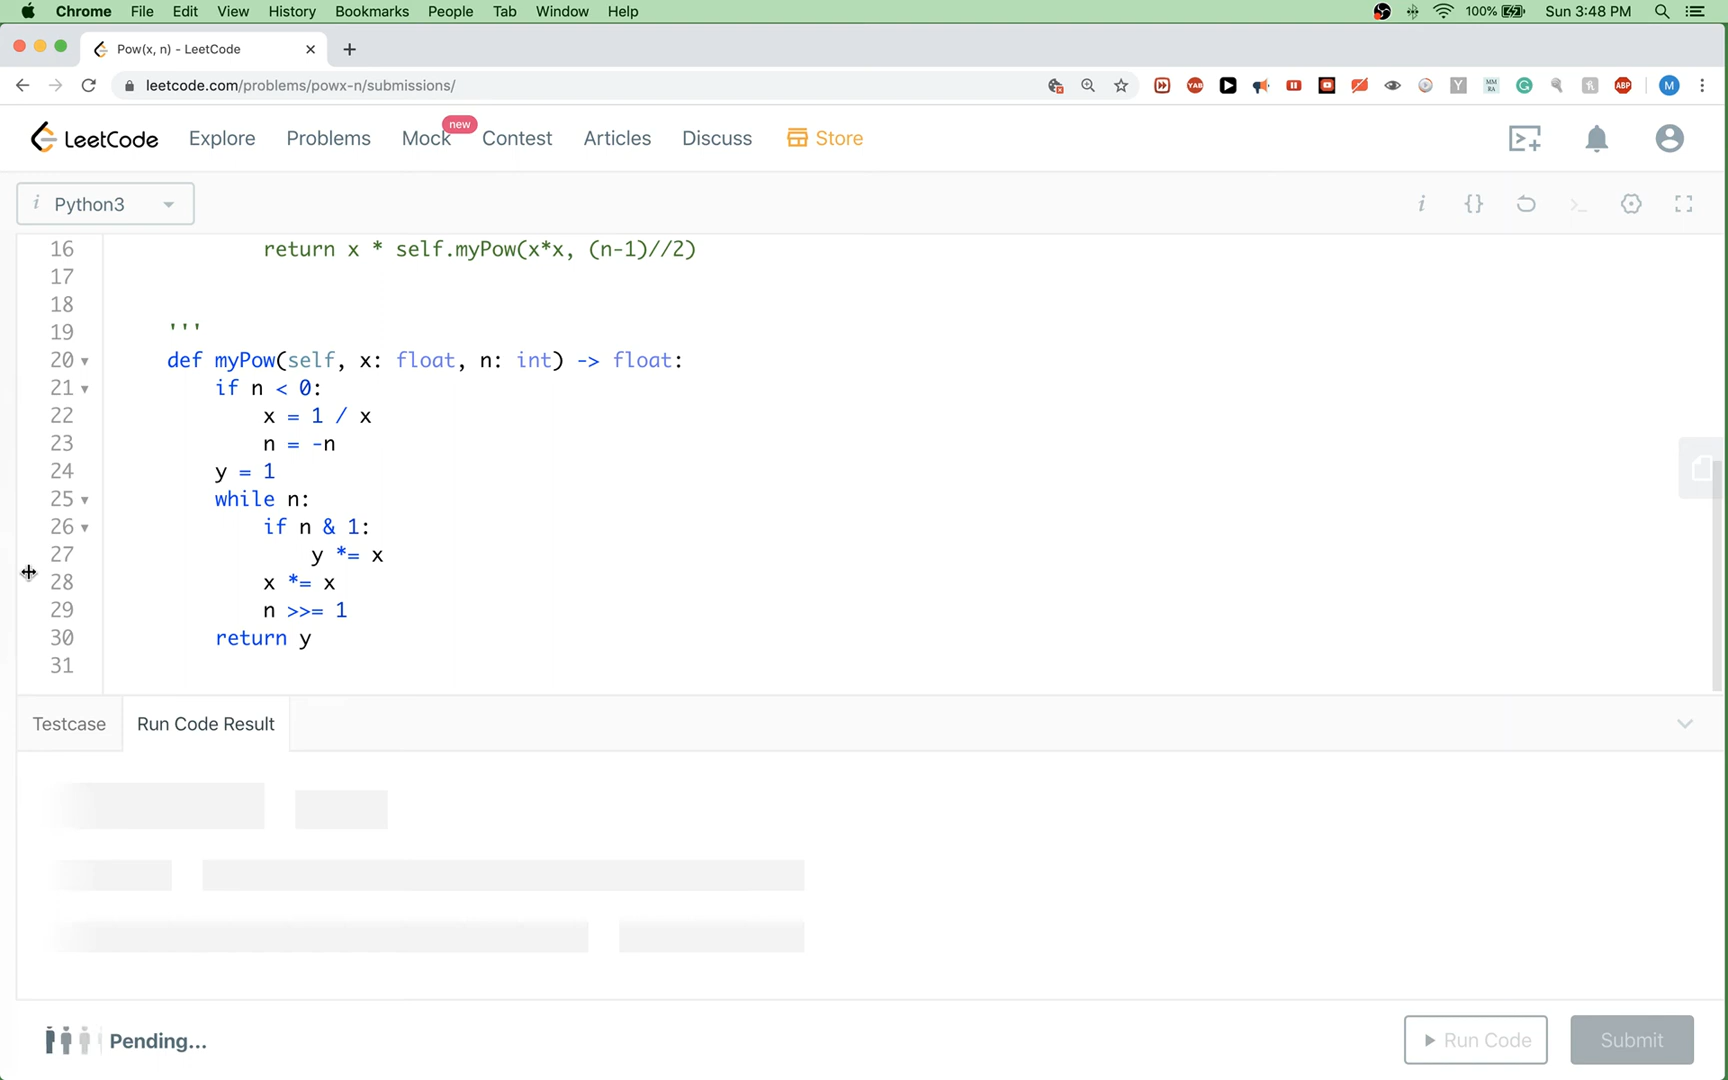 Chrome File Edit View History Bookmarks People Tab Window Help 100% Sun 3:48 PM
Pow(x, n) - LeetCode
leetcode.com/problems/powx-n/submissions/
YAB MM RA Y G h ABP M
LeetCode Explore Problems Mock new Contest Articles Discuss Store
i Python3 i {} >_
16 return x * self.myPow(x*x, (n-1)//2)
17
18
19 '''
20 def myPow(self, x: float, n: int) -> float:
21 if n < 0:
22 x = 1 / x
23 n = -n
24 y = 1
25 while n:
26 if n & 1:
27 y *= x
28 x *= x
29 n >>= 1
30 return y
31
Testcase Run Code Result
Pending... Run Code Submit